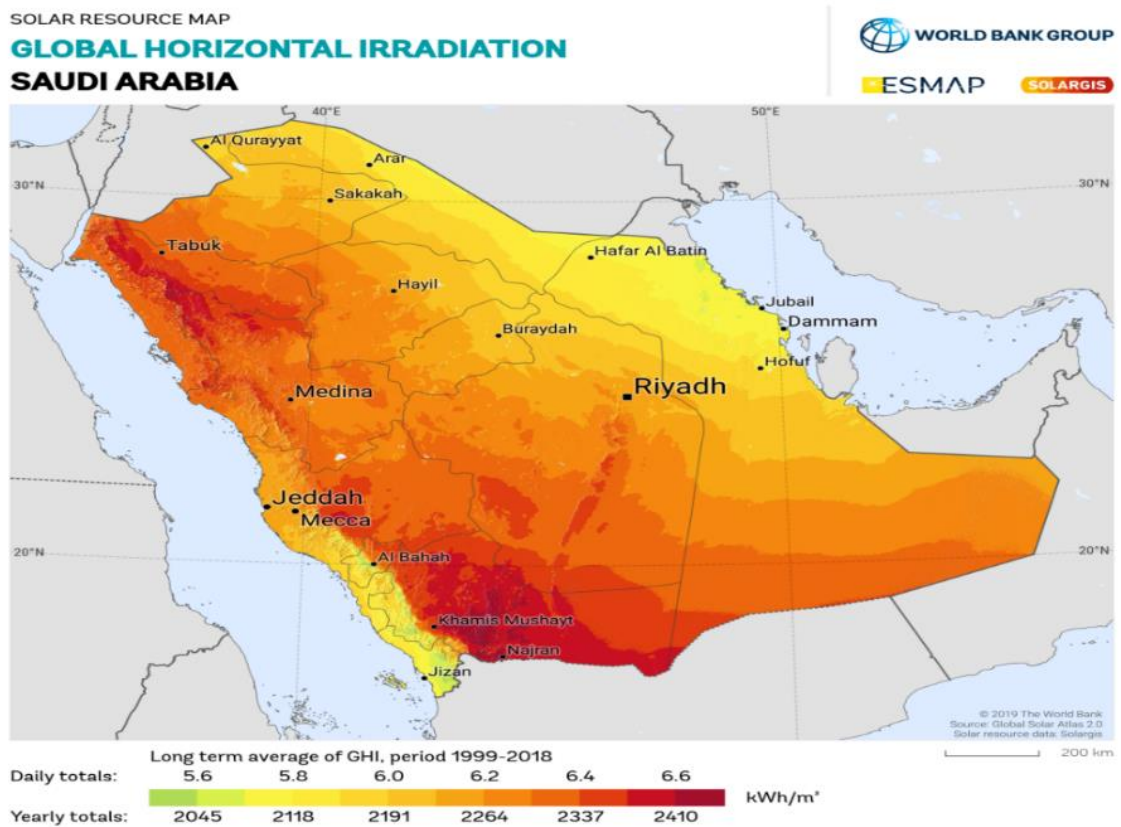 SOLAR RESOURCE MAP
GLOBAL HORIZONTAL IRRADIATION
SAUDI ARABIA
WORLD BANK GROUP
ESMAP
SOLARGIS
40°E
50°E
Al Qurayyat
Arar
30°N
30°N
Sakakah
Tabuk
Hafar Al Batin
Hayil
Jubail
Buraydah
Dammam
Hofuf
Medina
Riyadh
Jeddah
Mecca
20°N
Al Bahah
20°N
Khamis Mushayt
Najran
Jizan
© 2019 The World Bank
Source: Global Solar Atlas 2.0
Solar resource data: Solargis
200 km
Long term average of GHI, period 1999-2018
Daily totals: 5.6 5.8 6.0 6.2 6.4 6.6
kWh/m²
Yearly totals: 2045 2118 2191 2264 2337 2410